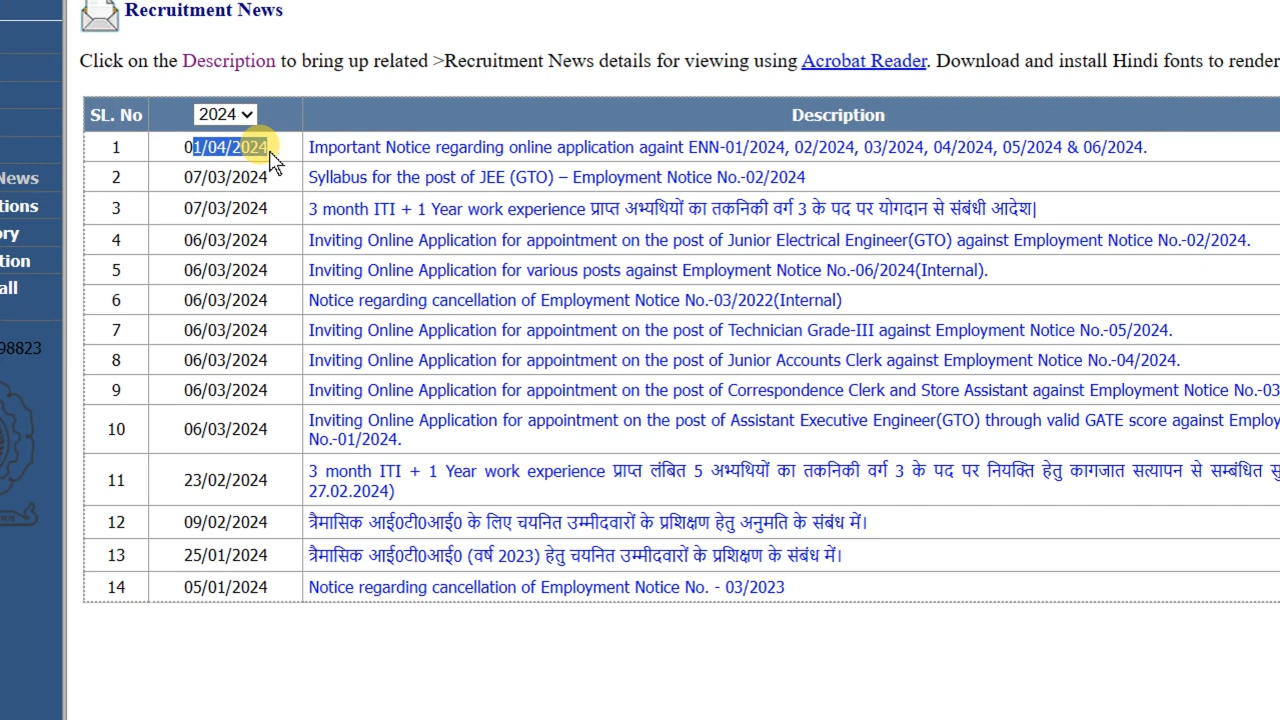 Recruitment News
Click on the Description to bring up related >Recruitment News details for viewing using Acrobat Reader. Download and install Hindi fonts to render
SL. No 2024 Description
1 01/04/2024 Important Notice regarding online application againt ENN-01/2024, 02/2024, 03/2024, 04/2024, 05/2024 & 06/2024.
2 07/03/2024 Syllabus for the post of JEE (GTO) – Employment Notice No.-02/2024
3 07/03/2024 3 month ITI + 1 Year work experience प्राप्त अभ्यथियों का तकनिकी वर्ग 3 के पद पर योगदान से संबंधी आदेश|
4 06/03/2024 Inviting Online Application for appointment on the post of Junior Electrical Engineer(GTO) against Employment Notice No.-02/2024.
5 06/03/2024 Inviting Online Application for various posts against Employment Notice No.-06/2024(Internal).
6 06/03/2024 Notice regarding cancellation of Employment Notice No.-03/2022(Internal)
7 06/03/2024 Inviting Online Application for appointment on the post of Technician Grade-III against Employment Notice No.-05/2024.
8 06/03/2024 Inviting Online Application for appointment on the post of Junior Accounts Clerk against Employment Notice No.-04/2024.
9 06/03/2024 Inviting Online Application for appointment on the post of Correspondence Clerk and Store Assistant against Employment Notice No.-03
10 06/03/2024 Inviting Online Application for appointment on the post of Assistant Executive Engineer(GTO) through valid GATE score against Employ
No.-01/2024.
11 23/02/2024 3 month ITI + 1 Year work experience प्राप्त लंबित 5 अभ्यथियों का तकनिकी वर्ग 3 के पद पर नियक्ति हेतु कागजात सत्यापन से सम्बंधित सु
27.02.2024)
12 09/02/2024 त्रैमासिक आई0टी0आई0 के लिए चयनित उम्मीदवारों के प्रशिक्षण हेतु अनुमति के संबंध में।
13 25/01/2024 त्रैमासिक आई0टी0आई0 (वर्ष 2023) हेतु चयनित उम्मीदवारों के प्रशिक्षण के संबंध में।
14 05/01/2024 Notice regarding cancellation of Employment Notice No. - 03/2023
News
tions
ory
tion
all
98823